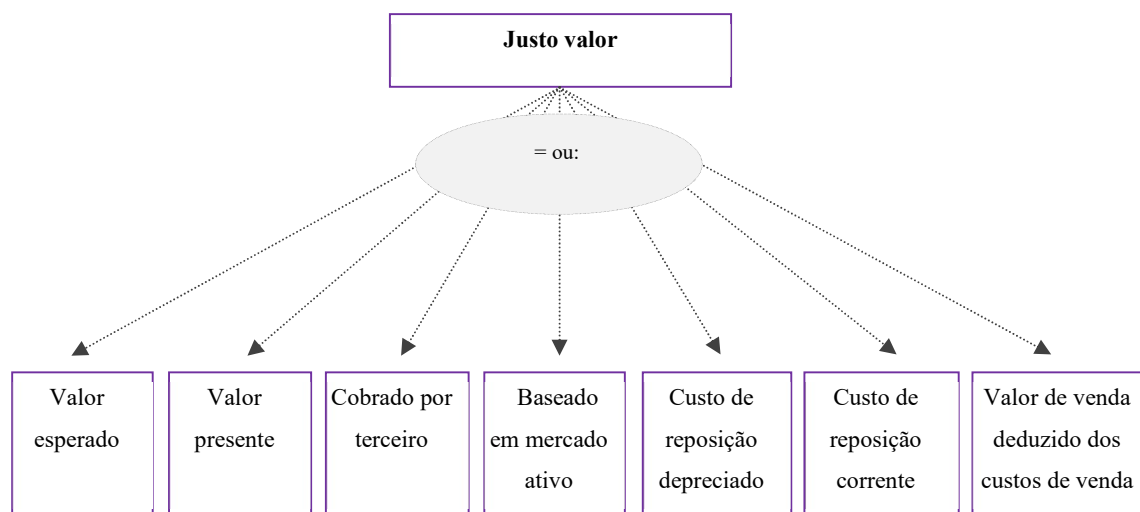 Justo valor
= ou:
Valor
esperado
Valor
presente
Cobrado por
terceiro
Baseado
em mercado
ativo
Custo de
reposição
depreciado
Custo de
reposição
corrente
Valor de venda
deduzido dos
custos de venda